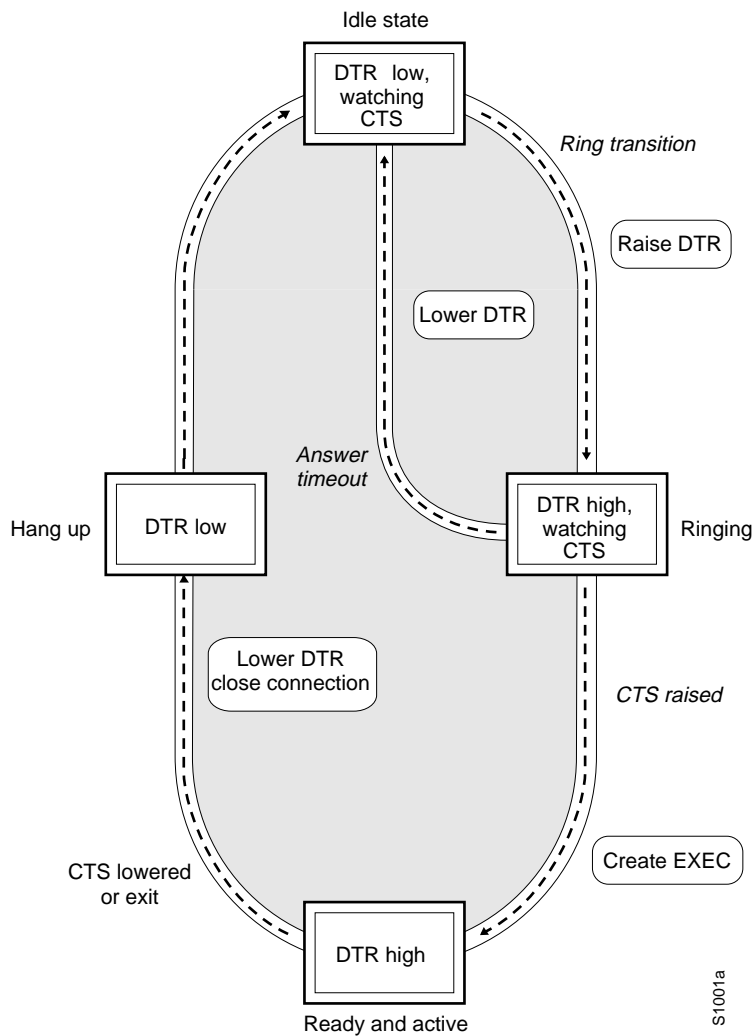 Idle state
DTR low,
watching
CTS
Ring transition
Raise DTR
Lower DTR
Answer
timeout
Hang up
DTR low
DTR high,
watching
CTS
Ringing
Lower DTR
close connection
CTS raised
CTS lowered
or exit
Create EXEC
DTR high
Ready and active
S1001a